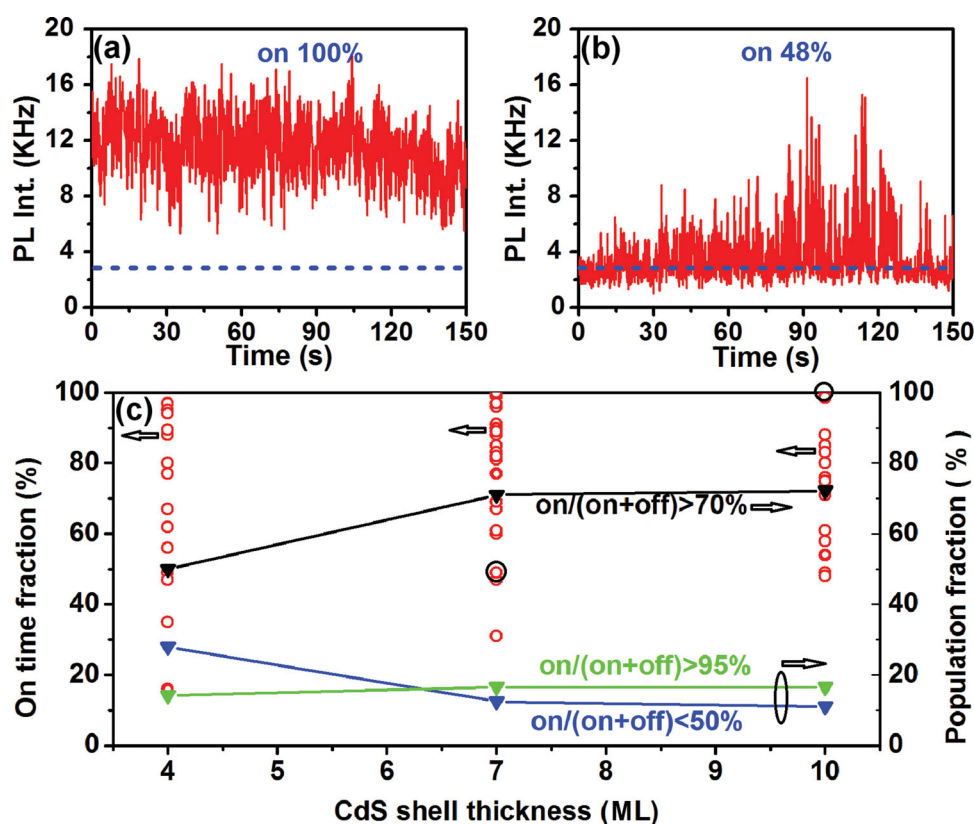 (a)
on 100%
20
16
12
8
4
0
PL Int. (KHz)
0 30 60 90 120 150
Time (s)
(b)
on 48%
20
16
12
8
4
0
PL Int. (KHz)
0 30 60 90 120 150
Time (s)
(c)
100
80
60
40
20
0
On time fraction (%)
on/(on+off)>70%
on/(on+off)>95%
on/(on+off)<50%
100
80
60
40
20
0
Population fraction ( %)
4 5 6 7 8 9 10
CdS shell thickness (ML)